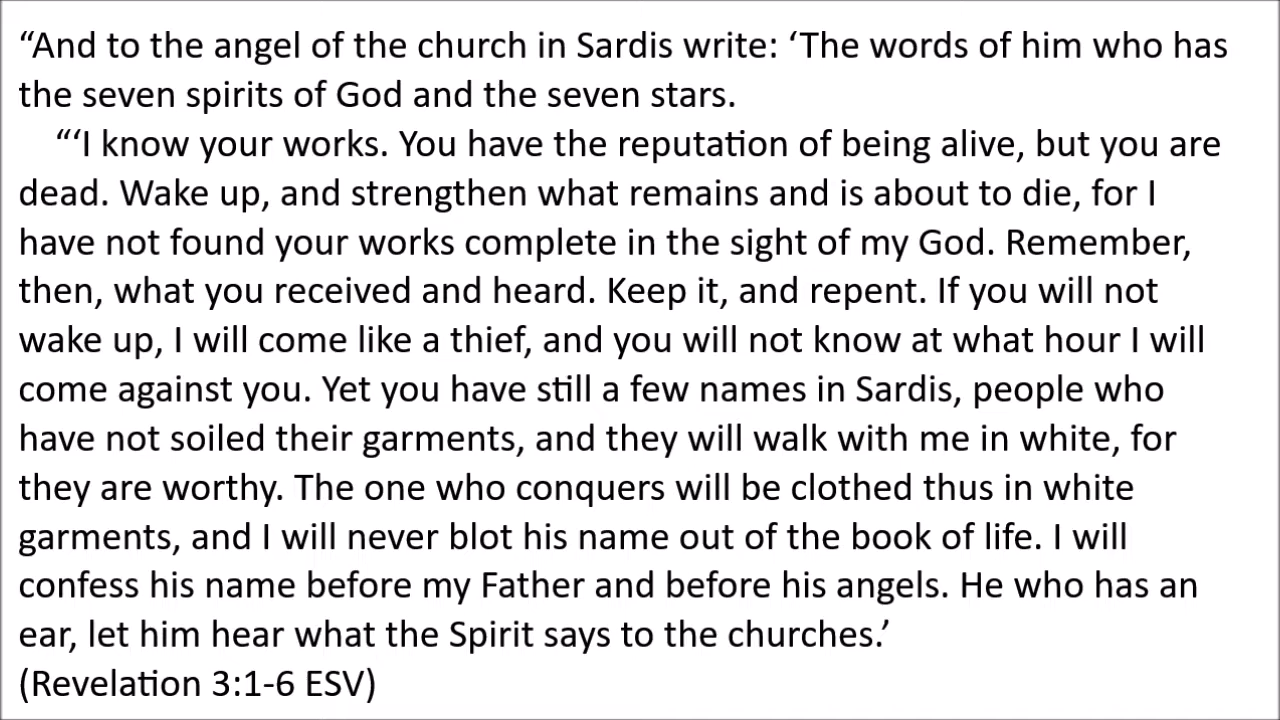 “And to the angel of the church in Sardis write: ‘The words of him who has
the seven spirits of God and the seven stars.
“‘I know your works. You have the reputation of being alive, but you are
dead. Wake up, and strengthen what remains and is about to die, for I
have not found your works complete in the sight of my God. Remember,
then, what you received and heard. Keep it, and repent. If you will not
wake up, I will come like a thief, and you will not know at what hour I will
come against you. Yet you have still a few names in Sardis, people who
have not soiled their garments, and they will walk with me in white, for
they are worthy. The one who conquers will be clothed thus in white
garments, and I will never blot his name out of the book of life. I will
confess his name before my Father and before his angels. He who has an
ear, let him hear what the Spirit says to the churches.’
(Revelation 3:1-6 ESV)